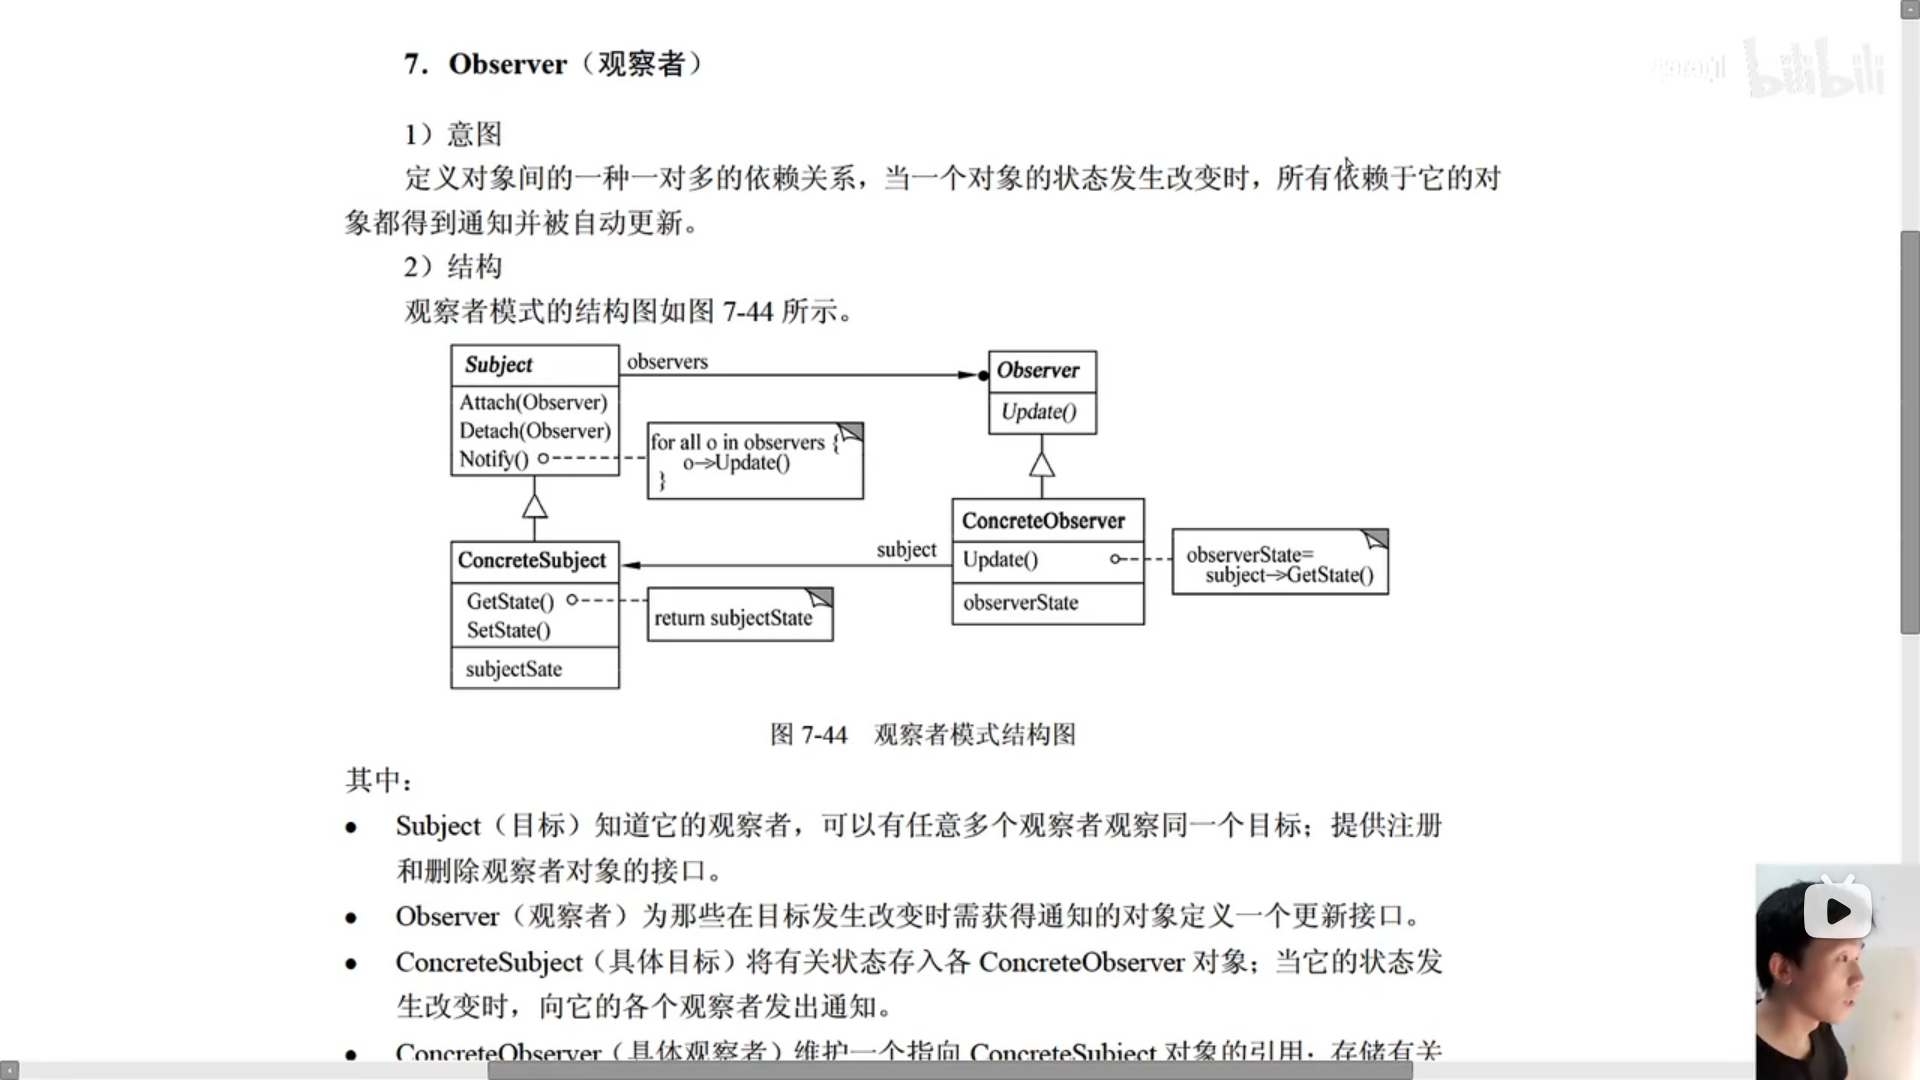 7．Observer（观察者）
1）意图
定义对象间的一种一对多的依赖关系，当一个对象的状态发生改变时，所有依赖于它的对
象都得到通知并被自动更新。
2）结构
观察者模式的结构图如图 7-44 所示。
Subject
Attach(Observer)
Detach(Observer)
Notify()
observers
Observer
Update()
for all o in observers {
o→Update()
}
ConcreteSubject
GetState()
SetState()
subjectSate
return subjectState
subject
ConcreteObserver
Update()
observerState
observerState=
subject→GetState()
图 7-44 观察者模式结构图
其中：
● Subject（目标）知道它的观察者，可以有任意多个观察者观察同一个目标；提供注册
和删除观察者对象的接口。
● Observer（观察者）为那些在目标发生改变时需获得通知的对象定义一个更新接口。
● ConcreteSubject（具体目标）将有关状态存入各 ConcreteObserver 对象；当它的状态发
生改变时，向它的各个观察者发出通知。
● ConcreteObserver（具体观察者）维护一个指向 ConcreteSubject 对象的引用；存储有关
bilibili